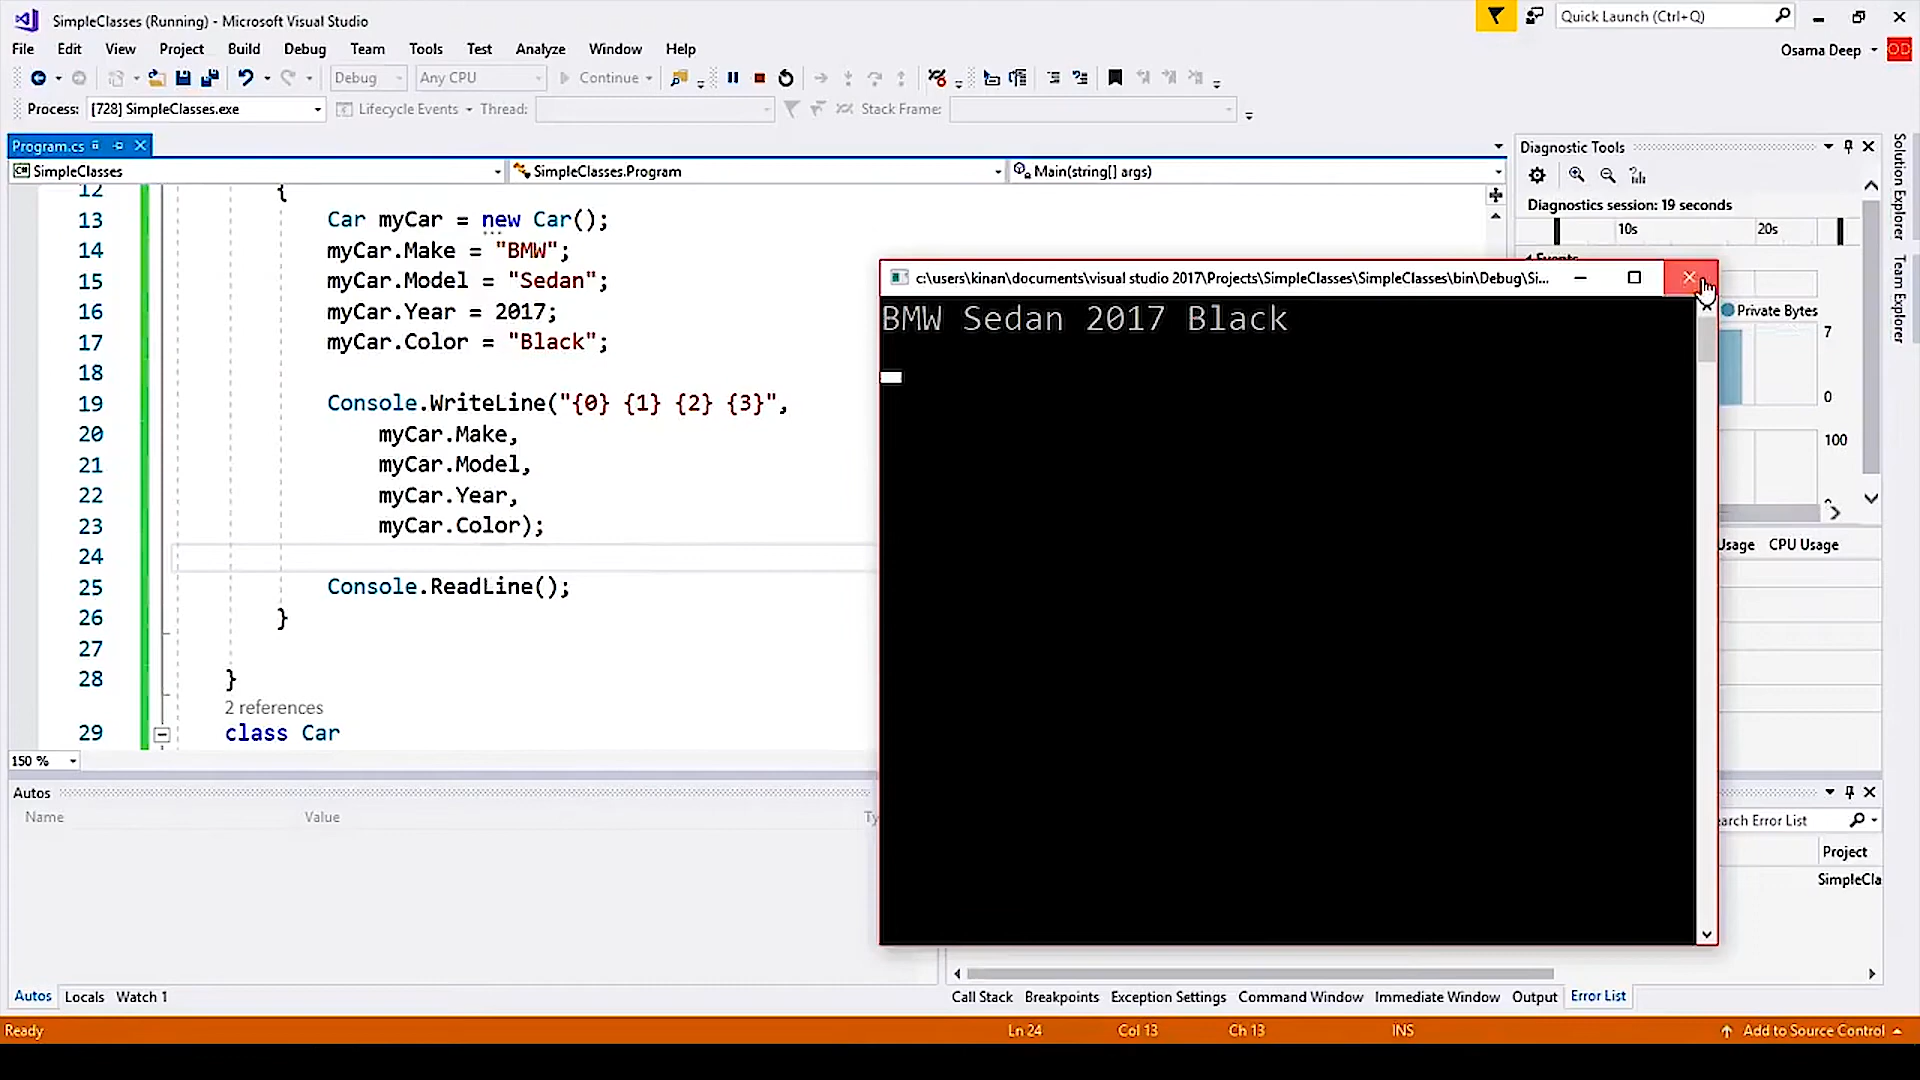 SimpleClasses (Running) - Microsoft Visual Studio
Quick Launch (Ctrl+Q)
File Edit View Project Build Debug Team Tools Test Analyze Window Help
Osama Deep OD
Debug Any CPU Continue
Process: [728] SimpleClasses.exe Lifecycle Events Thread: Stack Frame:
Program.cs
SimpleClasses SimpleClasses.Program Main(string[] args)
12 {
13 Car myCar = new Car();
14 myCar.Make = "BMW";
15 myCar.Model = "Sedan";
16 myCar.Year = 2017;
17 myCar.Color = "Black";
18
19 Console.WriteLine("{0} {1} {2} {3}",
20 myCar.Make,
21 myCar.Model,
22 myCar.Year,
23 myCar.Color);
24
25 Console.ReadLine();
26 }
27
28 }
2 references
29 class Car
150 %
c:\users\kinan\documents\visual studio 2017\Projects\SimpleClasses\SimpleClasses\bin\Debug\Si...
BMW Sedan 2017 Black
Diagnostic Tools
Diagnostics session: 19 seconds
10s 20s
Events
Private Bytes
7
0
100
Usage CPU Usage
Solution Explorer
Team Explorer
Autos
Name Value Ty
arch Error List
Project
SimpleCla
Autos Locals Watch 1
Call Stack Breakpoints Exception Settings Command Window Immediate Window Output Error List
Ready Ln 24 Col 13 Ch 13 INS Add to Source Control